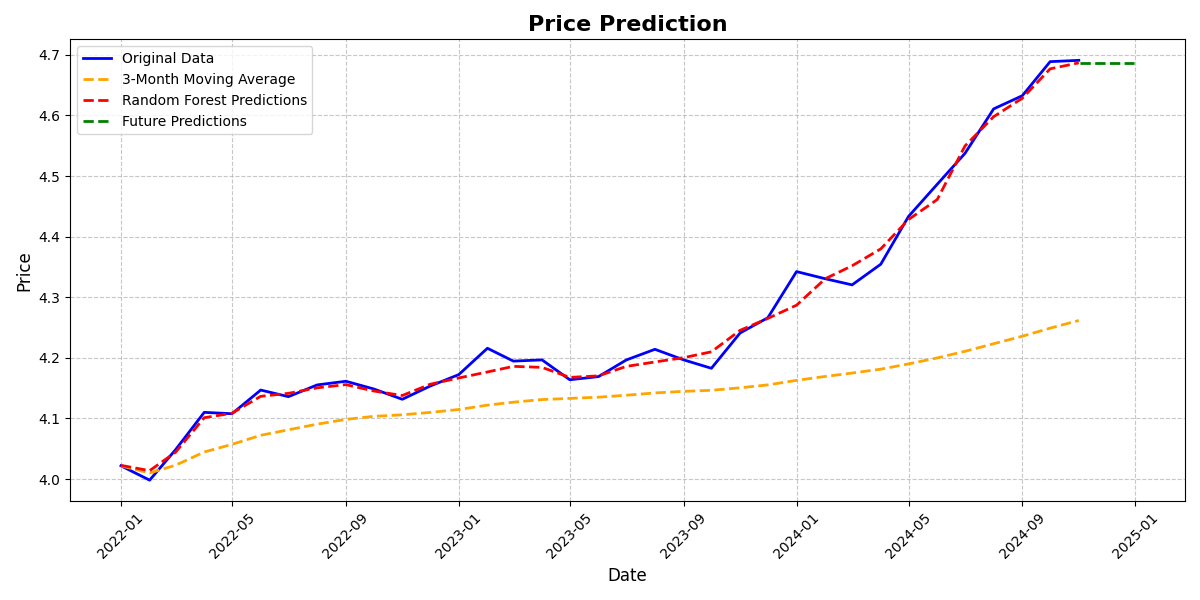 Price Prediction
Original Data
3-Month Moving Average
Random Forest Predictions
Future Predictions
4.7
4.6
4.5
4.4
4.3
4.2
4.1
4.0
Price
2022-01
2022-05
2022-09
2023-01
2023-05
2023-09
2024-01
2024-05
2024-09
2025-01
Date